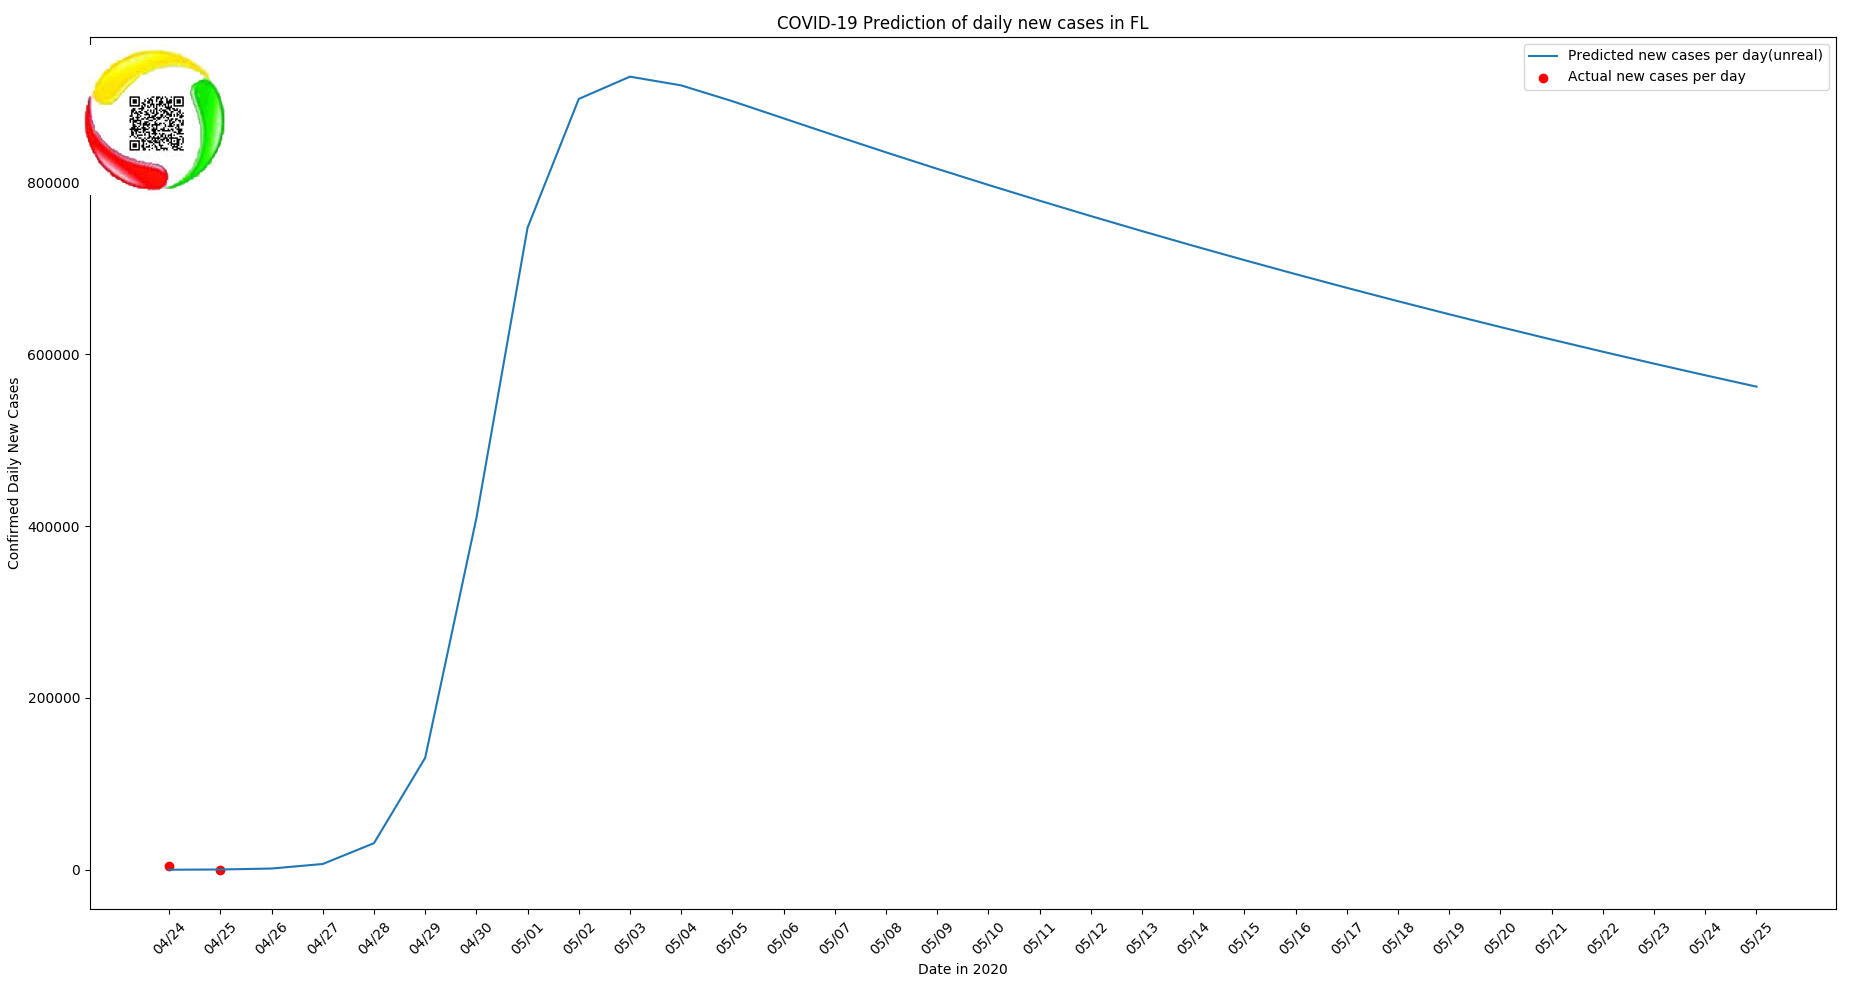 COVID-19 Prediction of daily new cases in FL
Predicted new cases per day(unreal)
Actual new cases per day
Confirmed Daily New Cases
800000
600000
400000
200000
0
04/24 04/25 04/26 04/27 04/28 04/29 04/30 05/01 05/02 05/03 05/04 05/05 05/06 05/07 05/08 05/09 05/10 05/11 05/12 05/13 05/14 05/15 05/16 05/17 05/18 05/19 05/20 05/21 05/22 05/23 05/24 05/25
Date in 2020